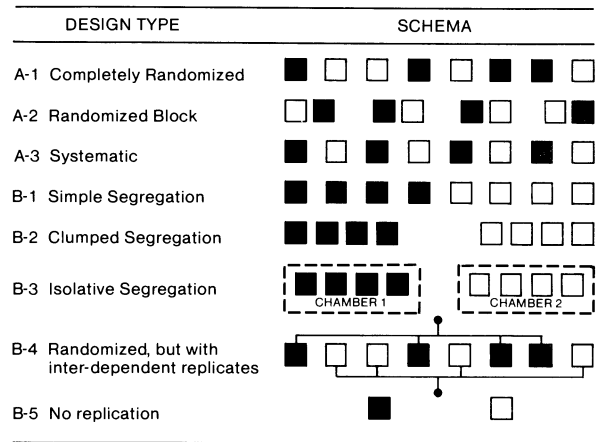 DESIGN TYPE SCHEMA
A-1 Completely Randomized
A-2 Randomized Block
A-3 Systematic
B-1 Simple Segregation
B-2 Clumped Segregation
B-3 Isolative Segregation
CHAMBER 1 CHAMBER 2
B-4 Randomized, but with
inter-dependent replicates
B-5 No replication